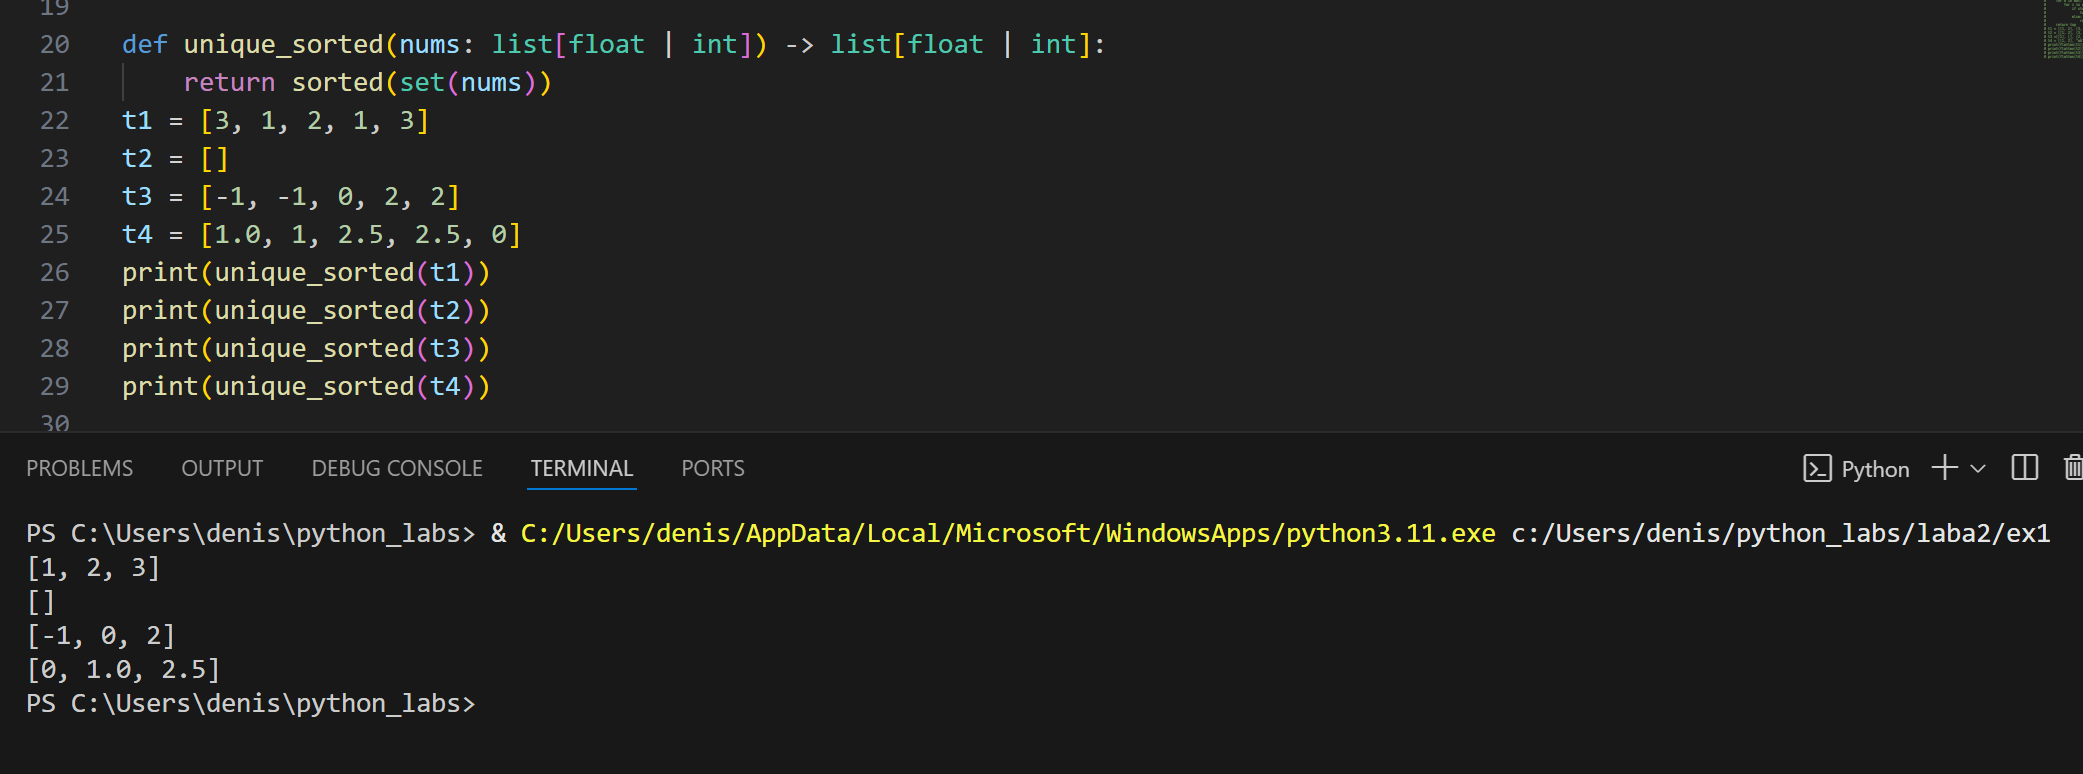 19
20 def unique_sorted(nums: list[float | int]) -> list[float | int]:
21     return sorted(set(nums))
22 t1 = [3, 1, 2, 1, 3]
23 t2 = []
24 t3 = [-1, -1, 0, 2, 2]
25 t4 = [1.0, 1, 2.5, 2.5, 0]
26 print(unique_sorted(t1))
27 print(unique_sorted(t2))
28 print(unique_sorted(t3))
29 print(unique_sorted(t4))
30
PROBLEMS OUTPUT DEBUG CONSOLE TERMINAL PORTS Python
PS C:\Users\denis\python_labs> & C:/Users/denis/AppData/Local/Microsoft/WindowsApps/python3.11.exe c:/Users/denis/python_labs/laba2/ex1
[1, 2, 3]
[]
[-1, 0, 2]
[0, 1.0, 2.5]
PS C:\Users\denis\python_labs>